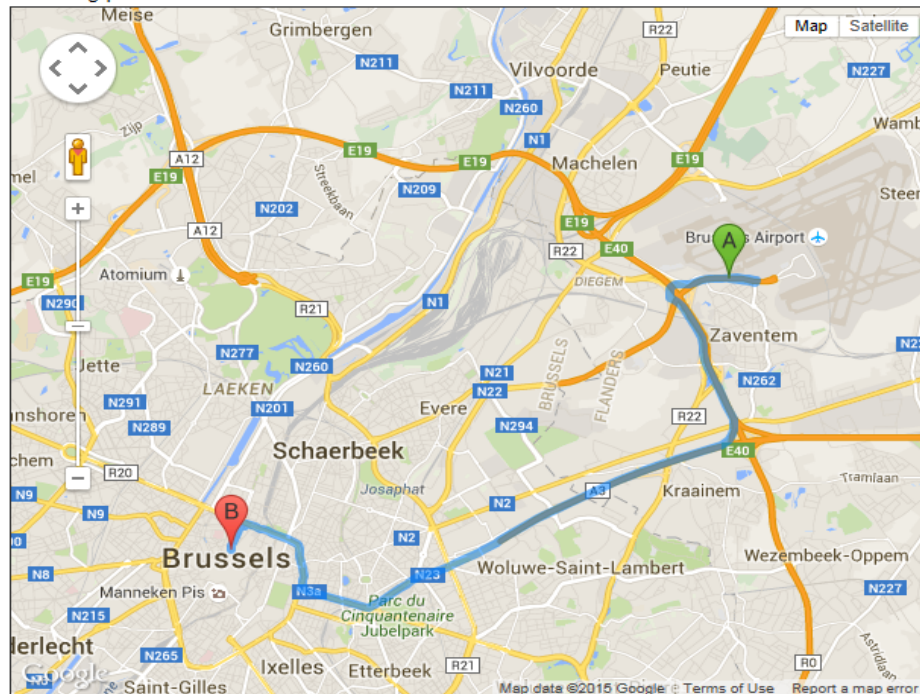 Meise
Grimbergen
R22
Map
Satellite
N211
Vilvoorde
Peutie
N227
N211
N260
Zijp
N1
A12
E19
E19
Machelen
E19
E19
Streekbaan
N209
N202
A12
E19
R22
E40
Brussels Airport
A
Atomium
E19
N290
R21
N1
DIEGEM
Zaventem
Jette
N277
N260
LAEKEN
N21
N22
BRUSSELS
FLANDERS
N262
N291
N201
Evere
N289
N294
R22
Schaerbeek
E40
R20
Josaphat
A3
Kraainem
Tramlaan
N9
N9
B
N2
N2
Brussels
Woluwe-Saint-Lambert
Wezembeek-Oppem
N8
N23
Manneken Pis
N3a
N227
N215
Parc du
Cinquantenaire
Jubelpark
N265
Ixelles
Etterbeek
R21
R0
Astridlaan
Google
Saint-Gilles
Map data ©2015 Google
Terms of Use
Report a map error